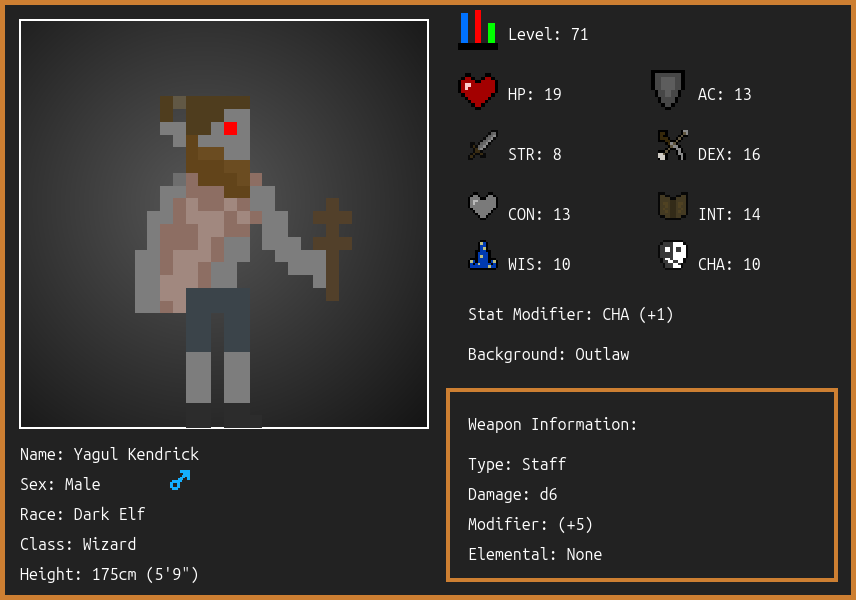 Level: 71
HP: 19
AC: 13
STR: 8
DEX: 16
CON: 13
INT: 14
WIS: 10
CHA: 10
Stat Modifier: CHA (+1)
Background: Outlaw
Weapon Information:
Type: Staff
Damage: d6
Modifier: (+5)
Elemental: None
Name: Yagul Kendrick
Sex: Male
Race: Dark Elf
Class: Wizard
Height: 175cm (5'9")